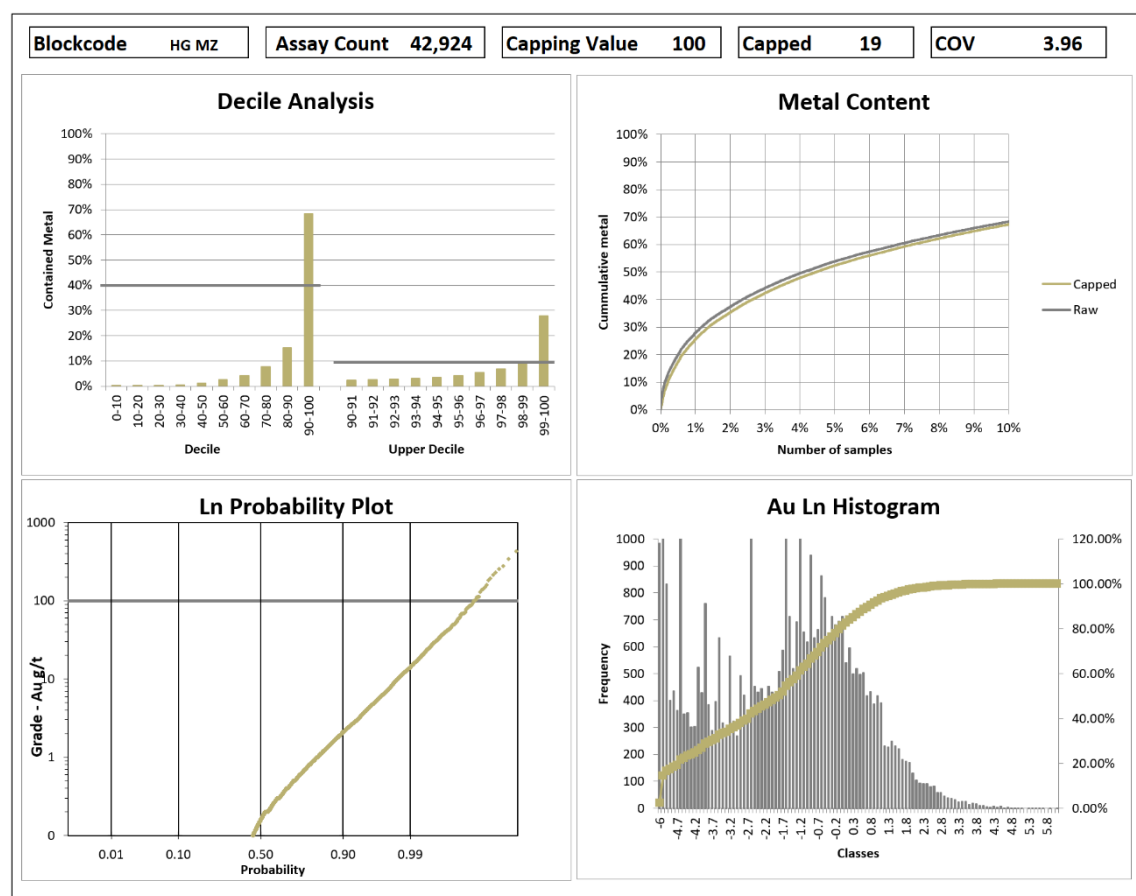 Blockcode HG MZ Assay Count 42,924 Capping Value 100 Capped 19 COV 3.96
Decile Analysis
100%
90%
80%
70%
60%
50%
40%
30%
20%
10%
0%
Contained Metal
0-10 10-20 20-30 30-40 40-50 50-60 60-70 70-80 80-90 90-100 90-91 91-92 92-93 93-94 94-95 95-96 96-97 97-98 98-99 99-100
Decile Upper Decile
Metal Content
100%
90%
80%
70%
60%
50%
40%
30%
20%
10%
0%
Cummulative metal
0% 1% 2% 3% 4% 5% 6% 7% 8% 9% 10%
Number of samples
Capped
Raw
Ln Probability Plot
1000
100
10
1
0
Grade - Au g/t
0.01 0.10 0.50 0.90 0.99
Probability
Au Ln Histogram
1000
900
800
700
600
500
400
300
200
100
0
Frequency
120.00%
100.00%
80.00%
60.00%
40.00%
20.00%
0.00%
-6 -4.7 -4.2 -3.7 -3.2 -2.7 -2.2 -1.7 -1.2 -0.7 -0.2 0.3 0.8 1.3 1.8 2.3 2.8 3.3 3.8 4.3 4.8 5.3 5.8
Classes